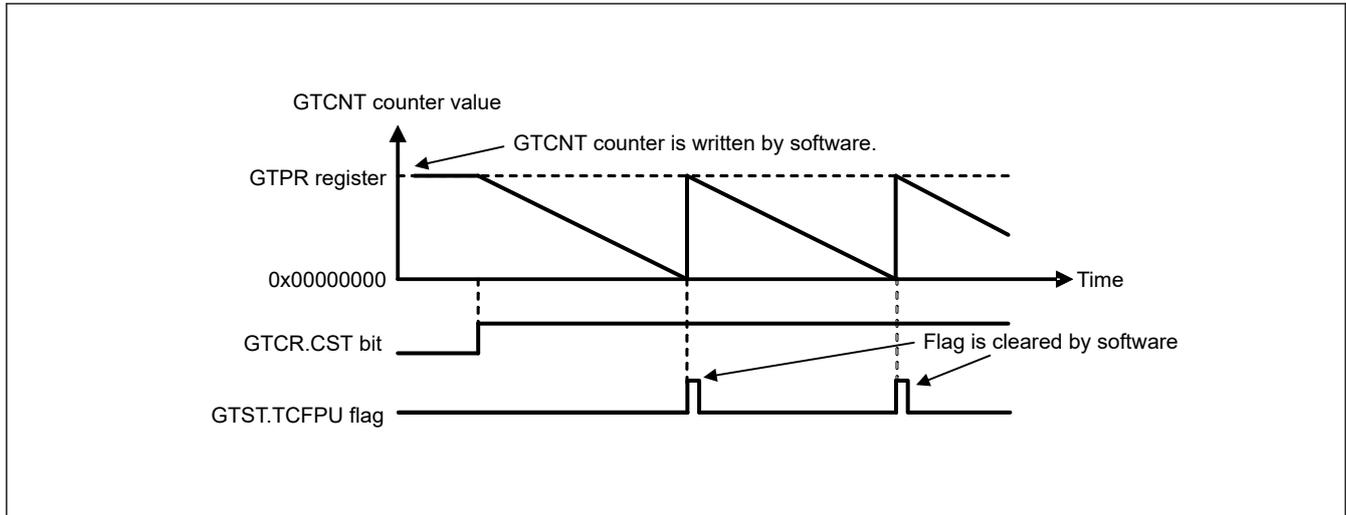 GTCNT counter value
GTCNT counter is written by software.
GTPR register
0x00000000
Time
GTCR.CST bit
Flag is cleared by software
GTST.TCFPU flag